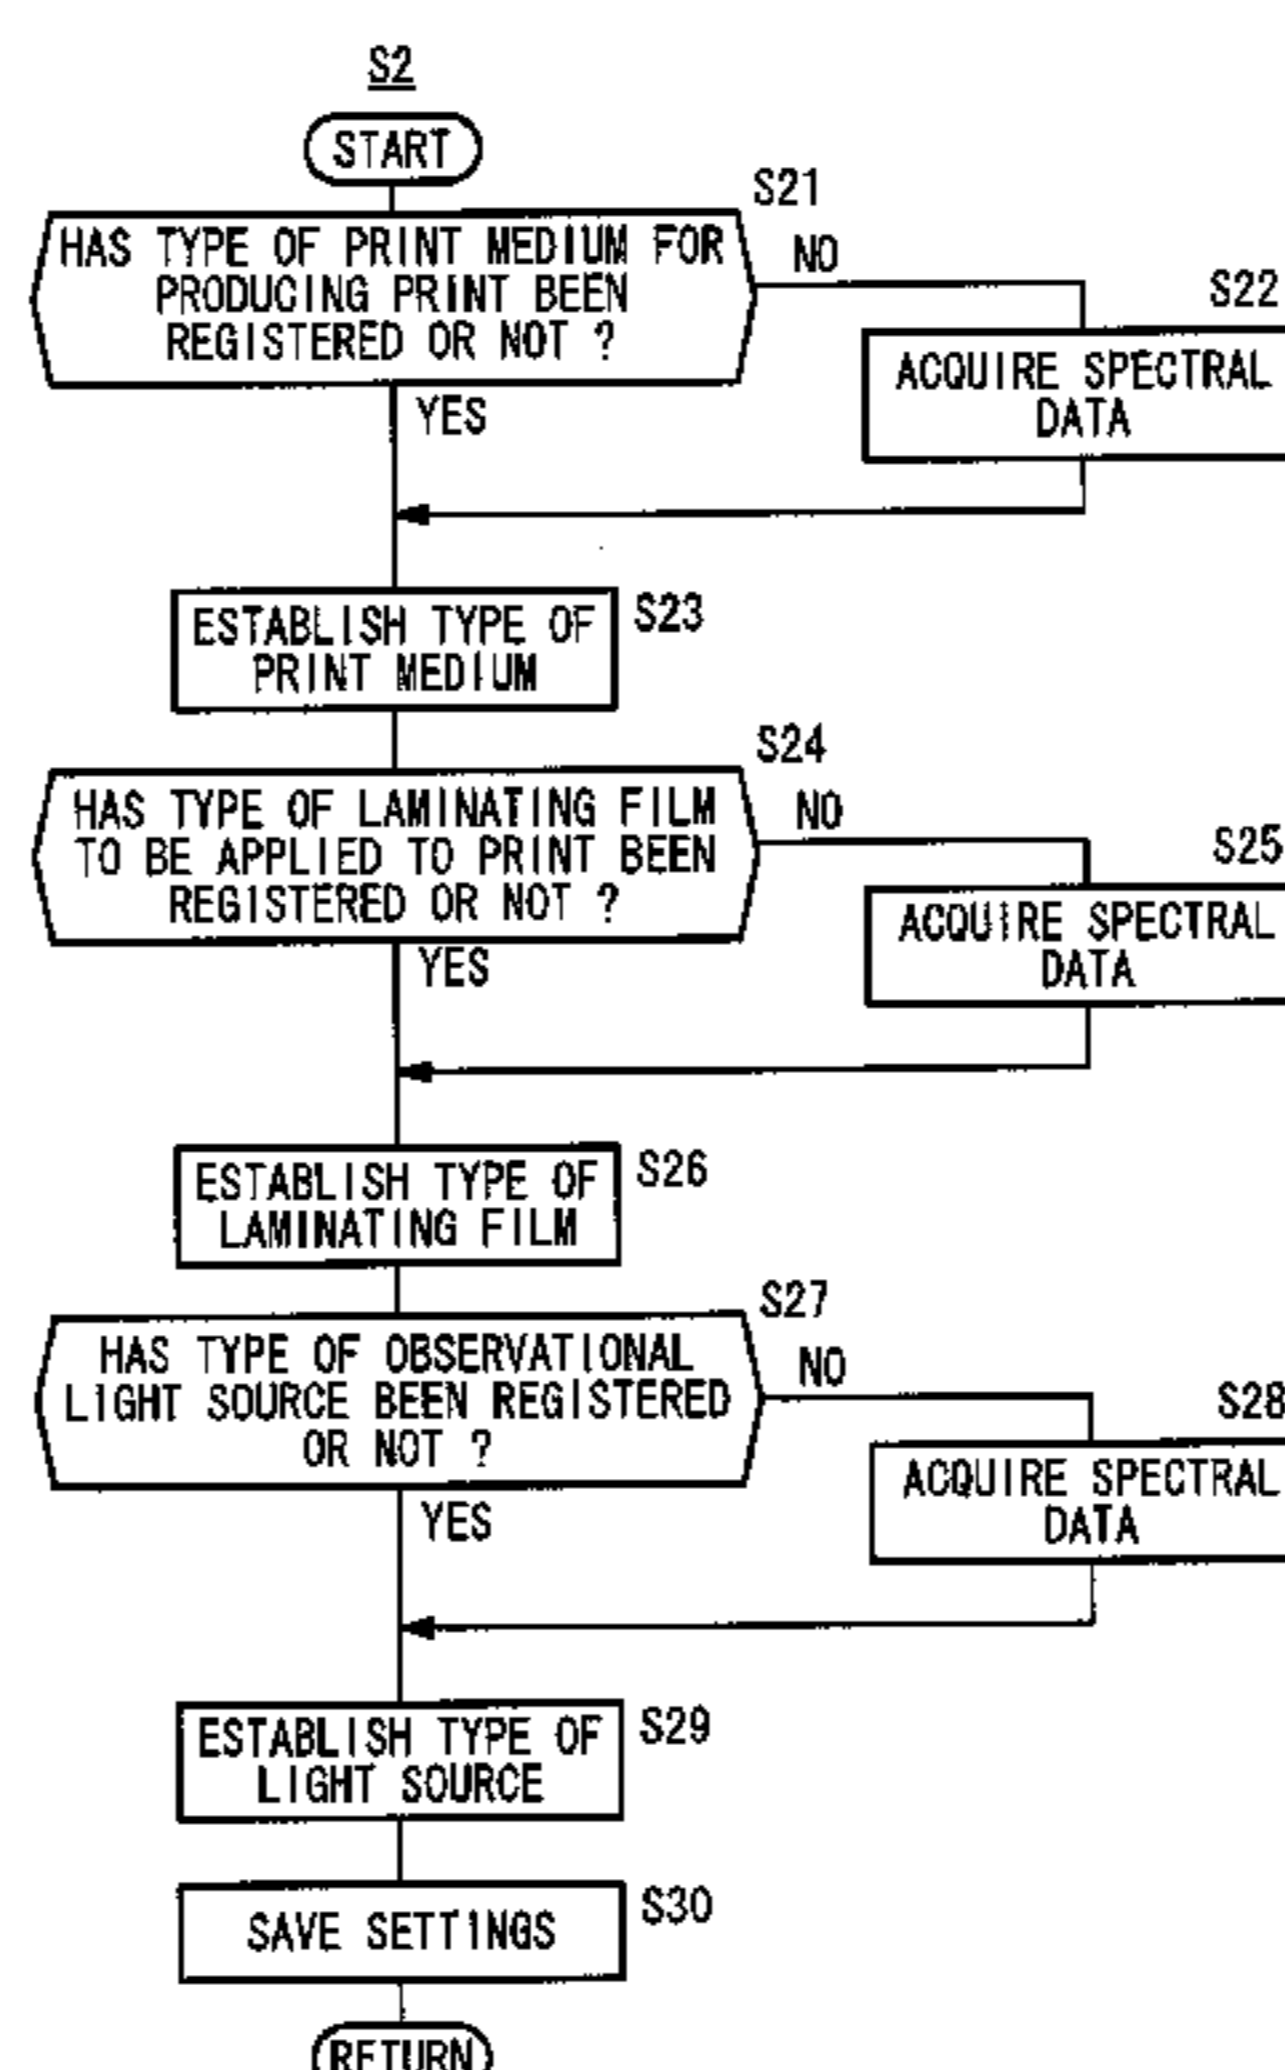 S2
START
S21
HAS TYPE OF PRINT MEDIUM FOR
PRODUCING PRINT BEEN
REGISTERED OR NOT ?
NO
S22
ACQUIRE SPECTRAL
DATA
YES
ESTABLISH TYPE OF
PRINT MEDIUM
S23
S24
HAS TYPE OF LAMINATING FILM
TO BE APPLIED TO PRINT BEEN
REGISTERED OR NOT ?
NO
S25
ACQUIRE SPECTRAL
DATA
YES
ESTABLISH TYPE OF
LAMINATING FILM
S26
S27
HAS TYPE OF OBSERVATIONAL
LIGHT SOURCE BEEN REGISTERED
OR NOT ?
NO
S28
ACQUIRE SPECTRAL
DATA
YES
ESTABLISH TYPE OF
LIGHT SOURCE
S29
SAVE SETTINGS
S30
RETURN